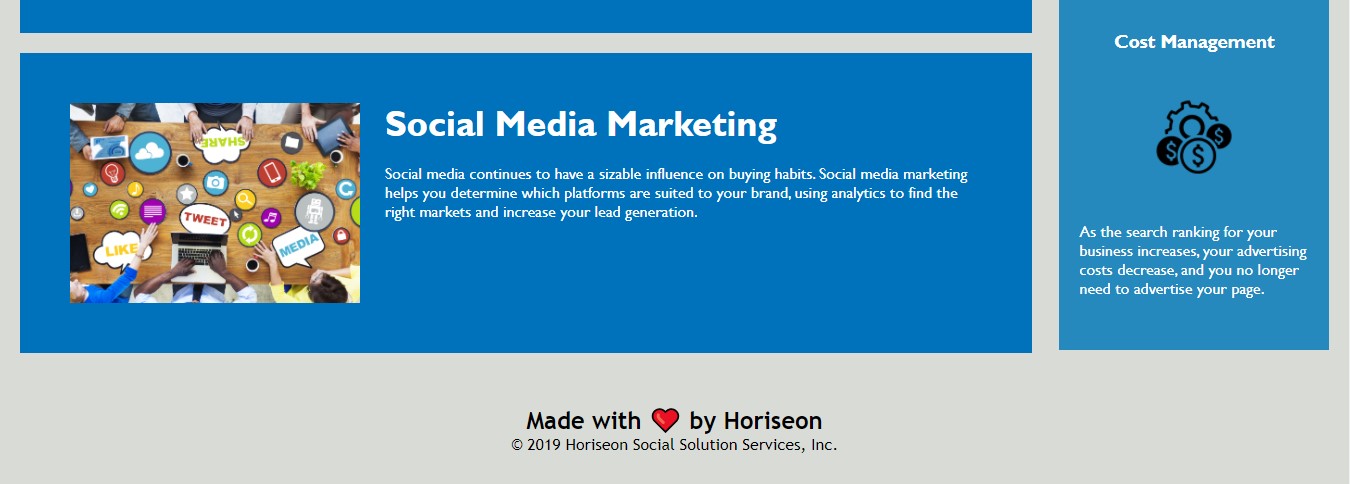 Cost Management
SHARE
TWEET
LIKE
MEDIA
Social Media Marketing
Social media continues to have a sizable influence on buying habits. Social media marketing
helps you determine which platforms are suited to your brand, using analytics to find the
right markets and increase your lead generation.
As the search ranking for your
business increases, your advertising
costs decrease, and you no longer
need to advertise your page.
Made with ❤️ by Horiseon
© 2019 Horiseon Social Solution Services, Inc.